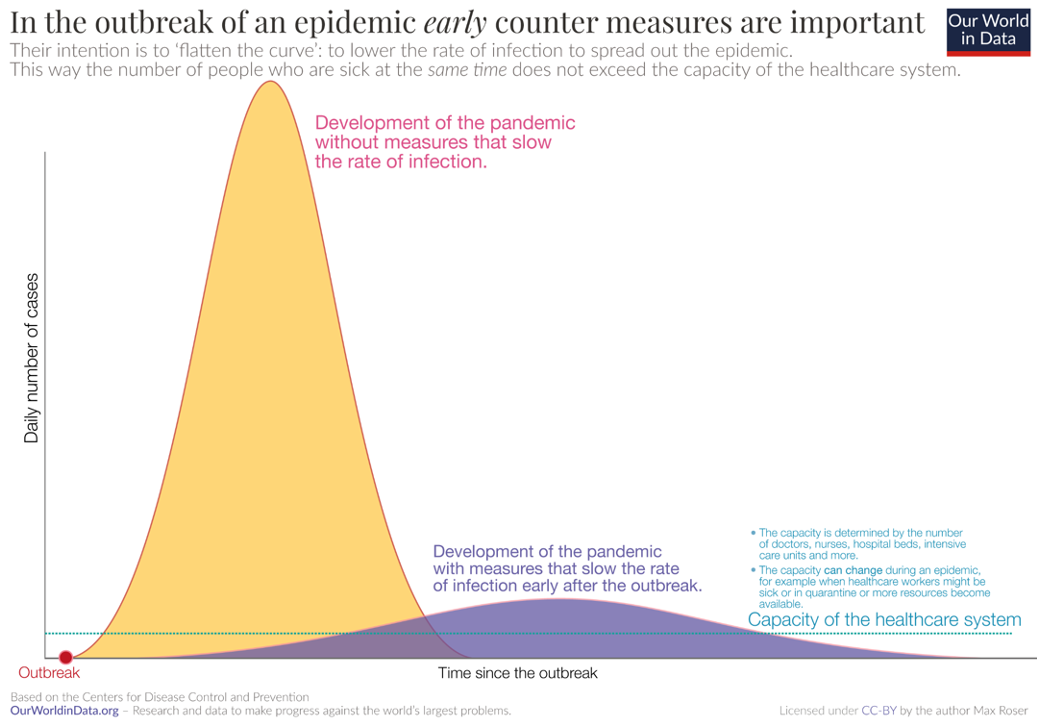 In the outbreak of an epidemic early counter measures are important
Our World
in Data
Their intention is to ‘flatten the curve’: to lower the rate of infection to spread out the epidemic.
This way the number of people who are sick at the same time does not exceed the capacity of the healthcare system.
Development of the pandemic
without measures that slow
the rate of infection.
Daily number of cases
Development of the pandemic
with measures that slow the rate
of infection early after the outbreak.
• The capacity is determined by the number
of doctors, nurses, hospital beds, intensive
care units and more.
• The capacity can change during an epidemic,
for example when healthcare workers might be
sick or in quarantine or more resources become
available.
Capacity of the healthcare system
Outbreak
Time since the outbreak
Based on the Centers for Disease Control and Prevention
OurWorldinData.org – Research and data to make progress against the world’s largest problems.
Licensed under CC-BY by the author Max Roser